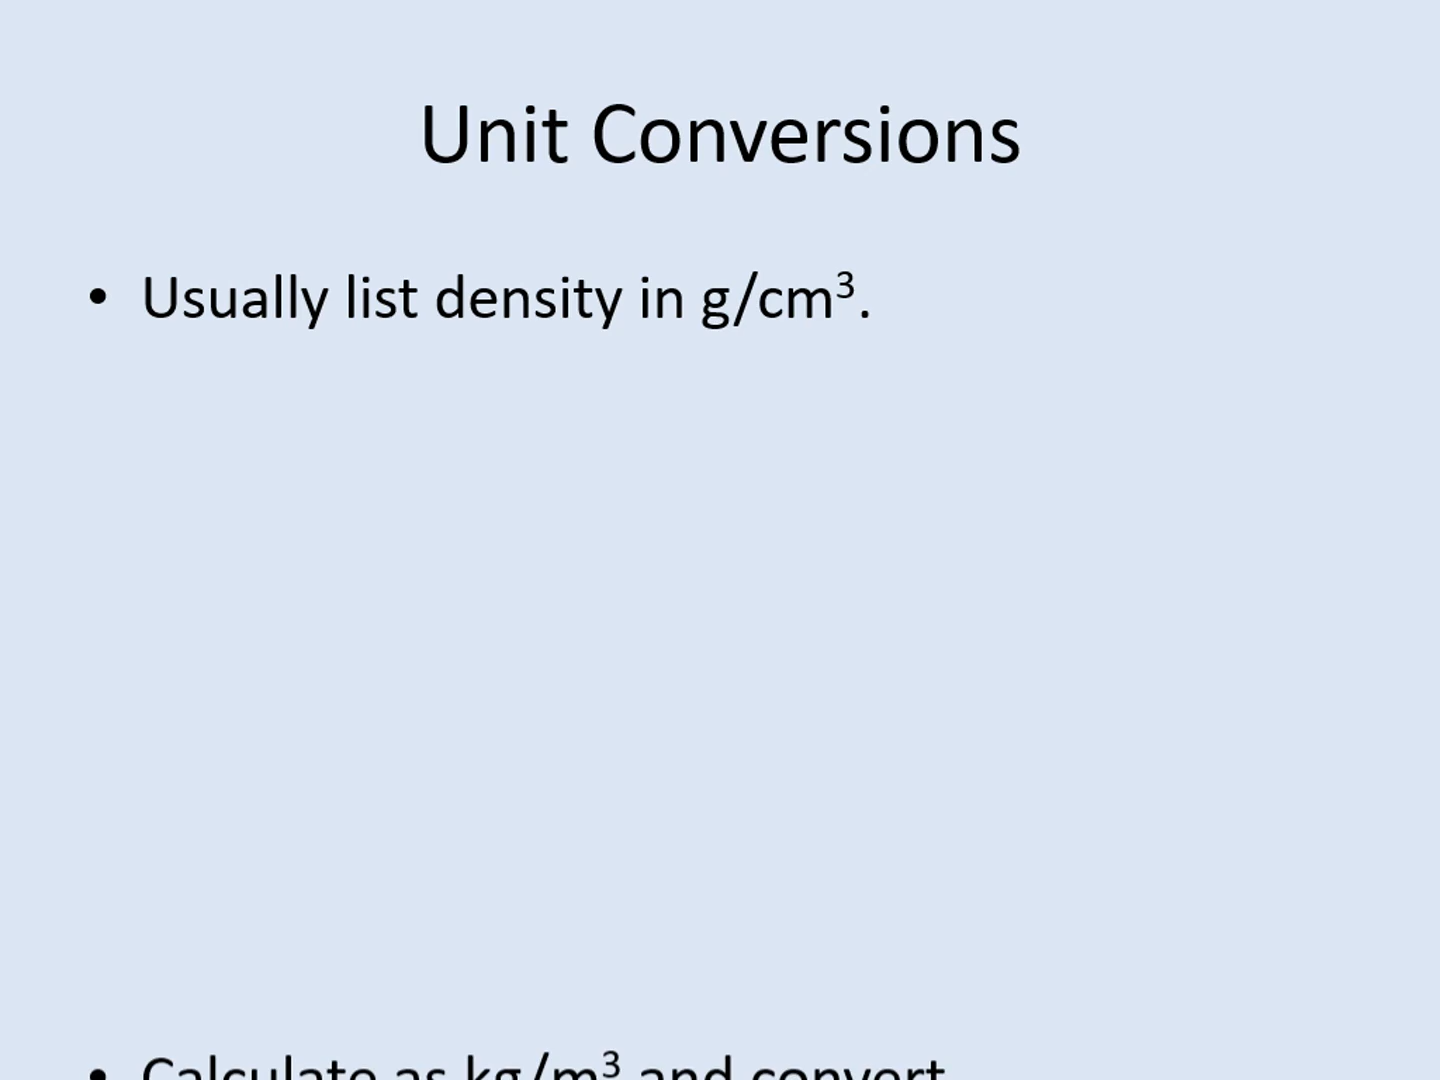 Unit Conversions
• Usually list density in g/cm³.
• Calculate as kg/m³ and convert